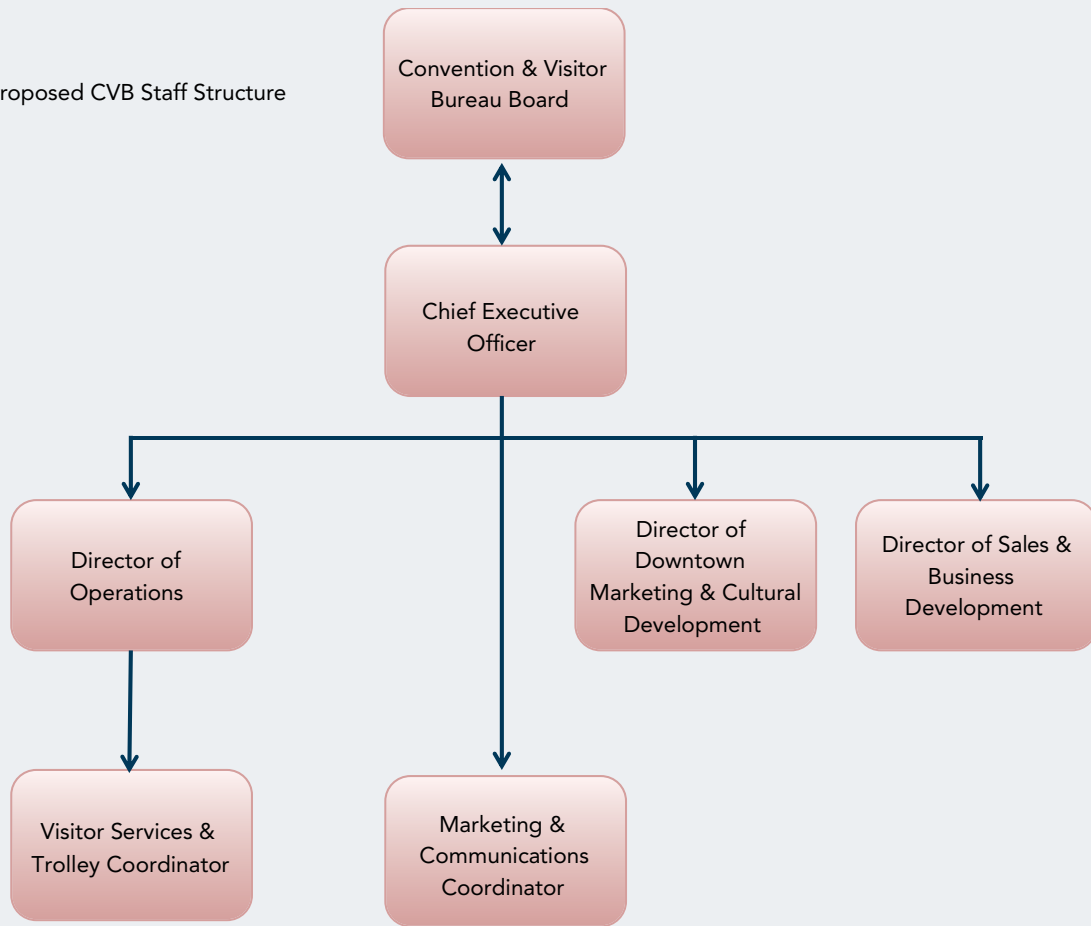 roposed CVB Staff Structure
Convention & Visitor
Bureau Board
Chief Executive
Officer
Director of
Operations
Director of
Downtown
Marketing & Cultural
Development
Director of Sales &
Business
Development
Visitor Services &
Trolley Coordinator
Marketing &
Communications
Coordinator